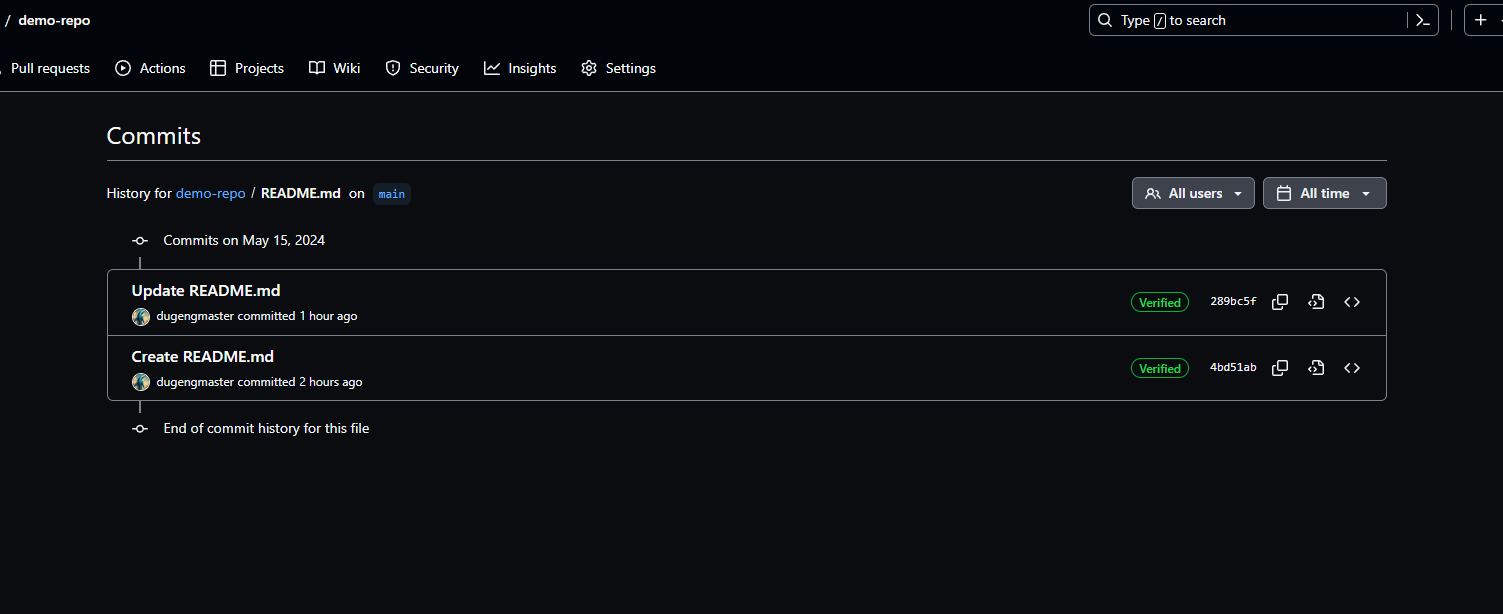 / demo-repo
Type / to search
Pull requests Actions Projects Wiki Security Insights Settings
Commits
History for demo-repo / README.md on main
All users All time
Commits on May 15, 2024
Update README.md
dugengmaster committed 1 hour ago
Verified 289bc5f
Create README.md
dugengmaster committed 2 hours ago
Verified 4bd51ab
End of commit history for this file